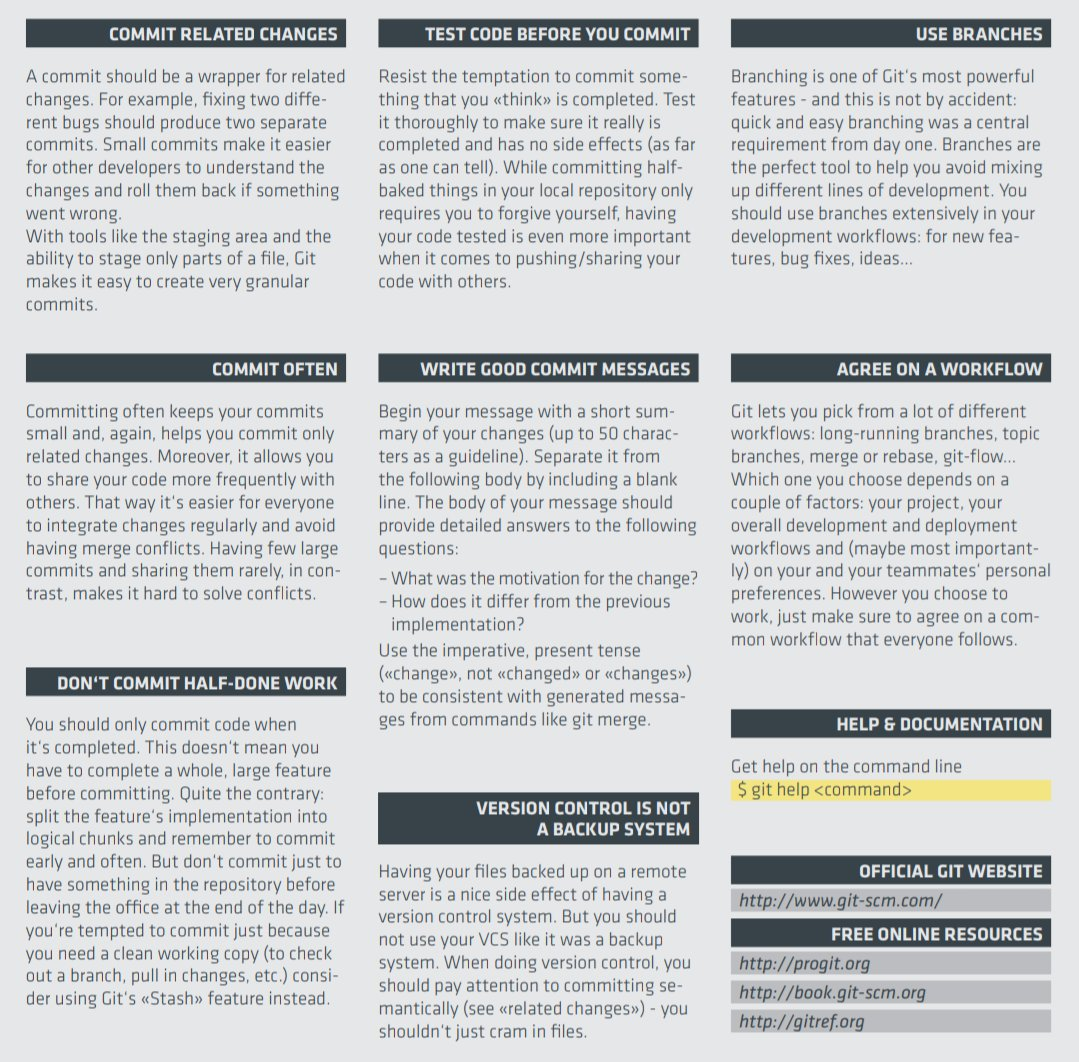 COMMIT RELATED CHANGES
A commit should be a wrapper for related
changes. For example, fixing two diffe-
rent bugs should produce two separate
commits. Small commits make it easier
for other developers to understand the
changes and roll them back if something
went wrong.
With tools like the staging area and the
ability to stage only parts of a file, Git
makes it easy to create very granular
commits.
COMMIT OFTEN
Committing often keeps your commits
small and, again, helps you commit only
related changes. Moreover, it allows you
to share your code more frequently with
others. That way it's easier for everyone
to integrate changes regularly and avoid
having merge conflicts. Having few large
commits and sharing them rarely, in con-
trast, makes it hard to solve conflicts.
DON‘T COMMIT HALF-DONE WORK
You should only commit code when
it's completed. This doesn't mean you
have to complete a whole, large feature
before committing. Quite the contrary:
split the feature's implementation into
logical chunks and remember to commit
early and often. But don't commit just to
have something in the repository before
leaving the office at the end of the day. If
you're tempted to commit just because
you need a clean working copy (to check
out a branch, pull in changes, etc.) consi-
der using Git's «Stash» feature instead.
TEST CODE BEFORE YOU COMMIT
Resist the temptation to commit some-
thing that you «think» is completed. Test
it thoroughly to make sure it really is
completed and has no side effects (as far
as one can tell). While committing half-
baked things in your local repository only
requires you to forgive yourself, having
your code tested is even more important
when it comes to pushing/sharing your
code with others.
WRITE GOOD COMMIT MESSAGES
Begin your message with a short sum-
mary of your changes (up to 50 charac-
ters as a guideline). Separate it from
the following body by including a blank
line. The body of your message should
provide detailed answers to the following
questions:
– What was the motivation for the change?
– How does it differ from the previous
implementation?
Use the imperative, present tense
(«change», not «changed» or «changes»)
to be consistent with generated messa-
ges from commands like git merge.
VERSION CONTROL IS NOT
A BACKUP SYSTEM
Having your files backed up on a remote
server is a nice side effect of having a
version control system. But you should
not use your VCS like it was a backup
system. When doing version control, you
should pay attention to committing se-
mantically (see «related changes») - you
shouldn't just cram in files.
USE BRANCHES
Branching is one of Git's most powerful
features - and this is not by accident:
quick and easy branching was a central
requirement from day one. Branches are
the perfect tool to help you avoid mixing
up different lines of development. You
should use branches extensively in your
development workflows: for new fea-
tures, bug fixes, ideas...
AGREE ON A WORKFLOW
Git lets you pick from a lot of different
workflows: long-running branches, topic
branches, merge or rebase, git-flow...
Which one you choose depends on a
couple of factors: your project, your
overall development and deployment
workflows and (maybe most important-
ly) on your and your teammates‘ personal
preferences. However you choose to
work, just make sure to agree on a com-
mon workflow that everyone follows.
HELP & DOCUMENTATION
Get help on the command line
$ git help <command>
OFFICIAL GIT WEBSITE
http://www.git-scm.com/
FREE ONLINE RESOURCES
http://progit.org
http://book.git-scm.org
http://gitref.org